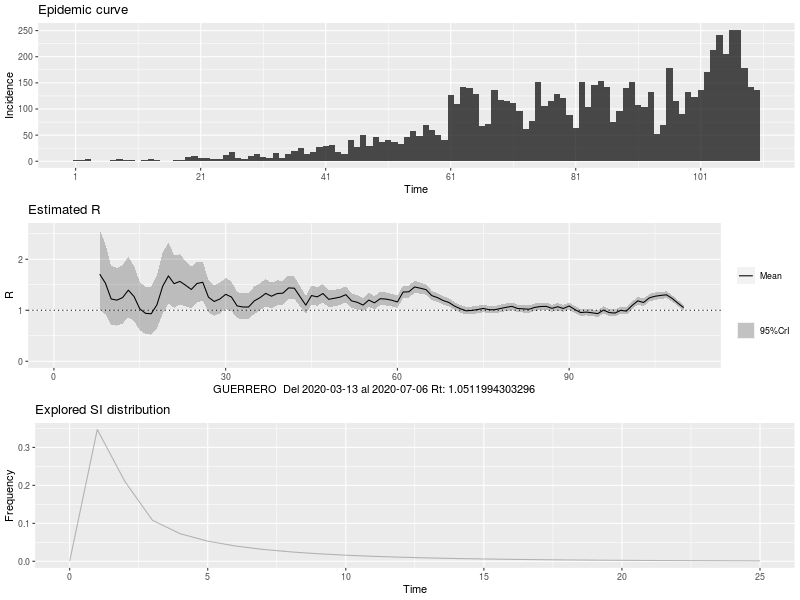 Epidemic curve
250
200
150
100
50
0
Incidence
1
21
41
61
81
101
Time
Estimated R
2
1
0
R
0
30
60
90
GUERRERO Del 2020-03-13 al 2020-07-06 Rt: 1.0511994303296
Mean
95%CrI
Explored SI distribution
0.3
0.2
0.1
0.0
Frequency
0
5
10
15
20
25
Time